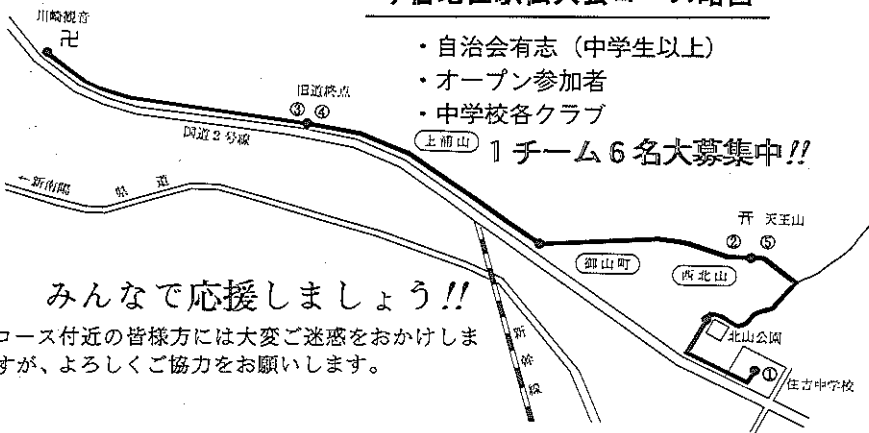 川崎観音
卍
・自治会有志（中学生以上）
・オープン参加者
・中学校各クラブ
1チーム6名大募集中!!
旧道終点
③ ④
国道2号線
上浦山
←新南陽
県道
开 天王山
② ⑤
御山町
西北山
みんなで応援しましょう!!
コース付近の皆様方には大変ご迷惑をおかけしま
すが、よろしくご協力をお願いします。
新幹線
北山公園
①
住吉中学校